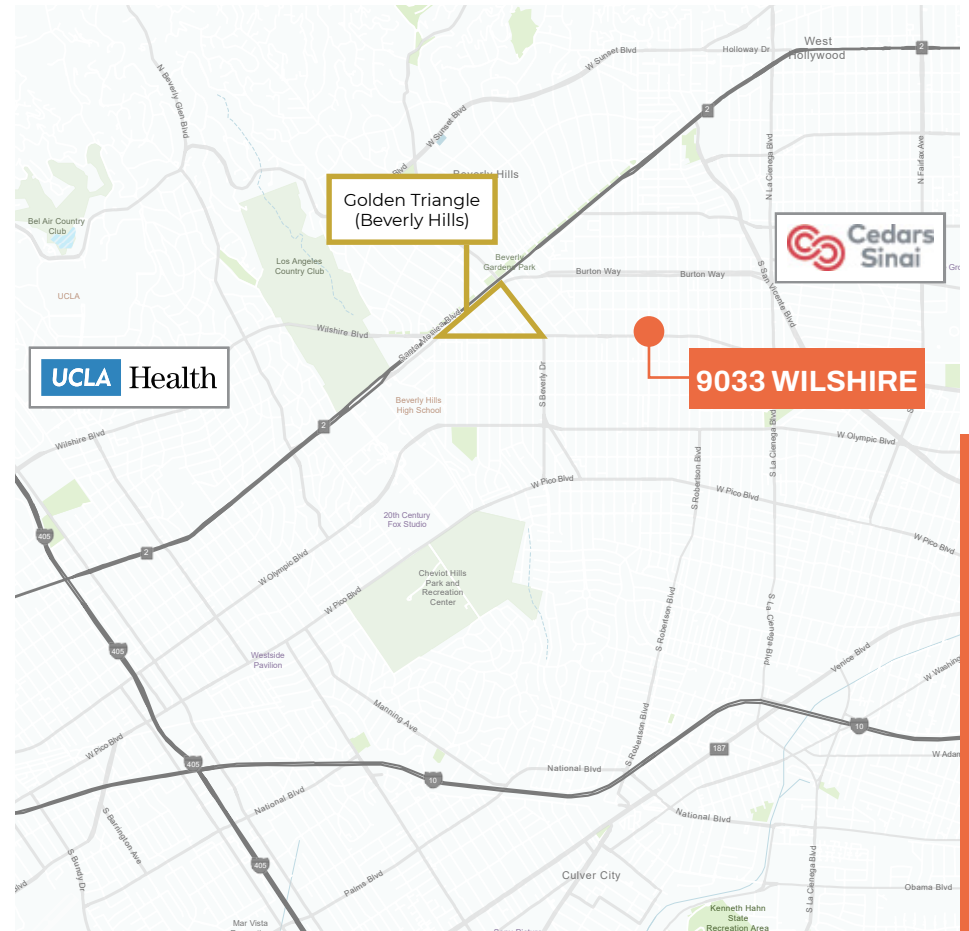 West
Hollywood
Holloway Dr
2
W Sunset Blvd
N Beverly Glen Blvd
2
W Sunset Blvd
N La Cienega Blvd
N Fairfax Ave
Beverly Hills
Golden Triangle
(Beverly Hills)
Bel Air Country
Club
Cedars
Sinai
Los Angeles
Country Club
Beverly
Gardens Park
Burton Way
Burton Way
S San Vicente Blvd
UCLA
Santa Monica Blvd
Wilshire Blvd
UCLA Health
9033 WILSHIRE
S Beverly Dr
Beverly Hills
High School
2
Wilshire Blvd
W Olympic Blvd
S La Cienega Blvd
S Robertson Blvd
W Pico Blvd
W Pico Blvd
20th Century
Fox Studio
405
2
W Pico Blvd
W Olympic Blvd
Cheviot Hills
Park and
Recreation
Center
W Pico Blvd
S Robertson Blvd
S La Cienega Blvd
405
Westside
Pavilion
Venice Blvd
W Washing
Manning Ave
S Robertson Blvd
10
W Pico Blvd
187
W Adam
405
National Blvd
10
National Blvd
National Blvd
S Barrington Ave
S Bundy Dr
405
Palms Blvd
Culver City
S La Cienega Blvd
Obama Blvd
Kenneth Hahn
State
Recreation Area
Mar Vista